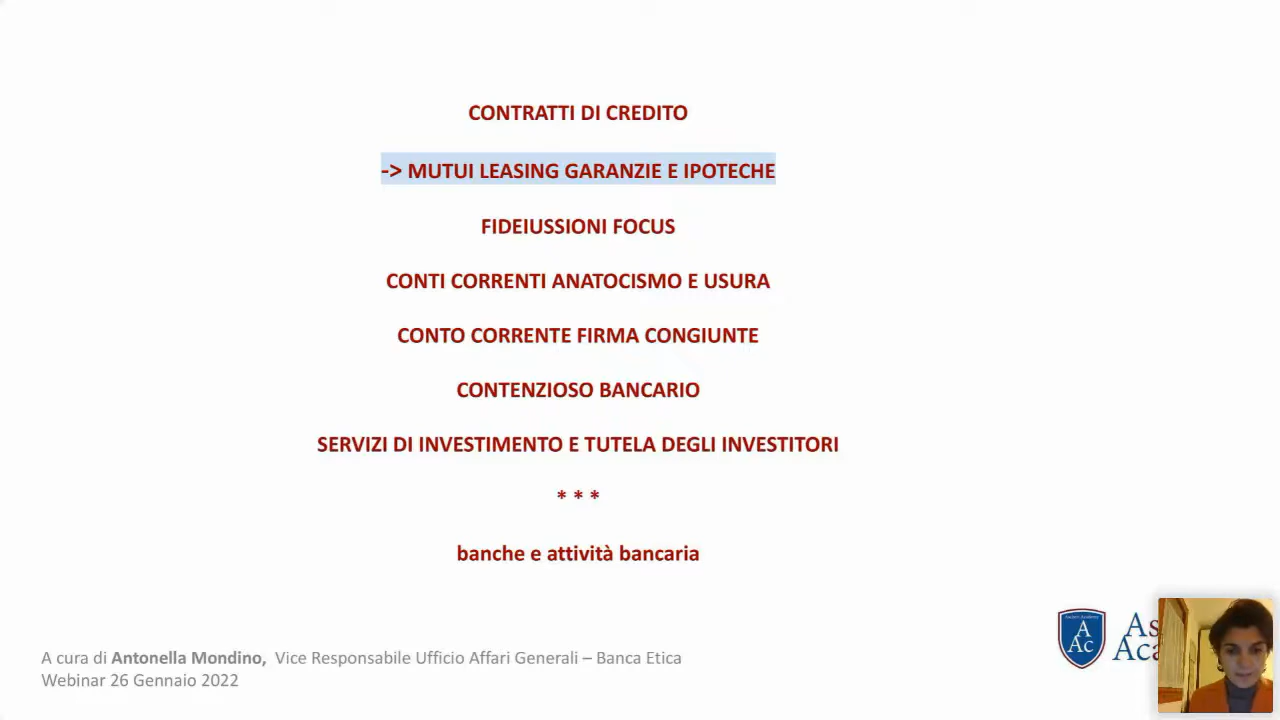 CONTRATTI DI CREDITO
-> MUTUI LEASING GARANZIE E IPOTECHE
FIDEIUSSIONI FOCUS
CONTI CORRENTI ANATOCISMO E USURA
CONTO CORRENTE FIRMA CONGIUNTE
CONTENZIOSO BANCARIO
SERVIZI DI INVESTIMENTO E TUTELA DEGLI INVESTITORI
* * *
banche e attività bancaria
A cura di Antonella Mondino, Vice Responsabile Ufficio Affari Generali – Banca Etica
Webinar 26 Gennaio 2022
A
Ac